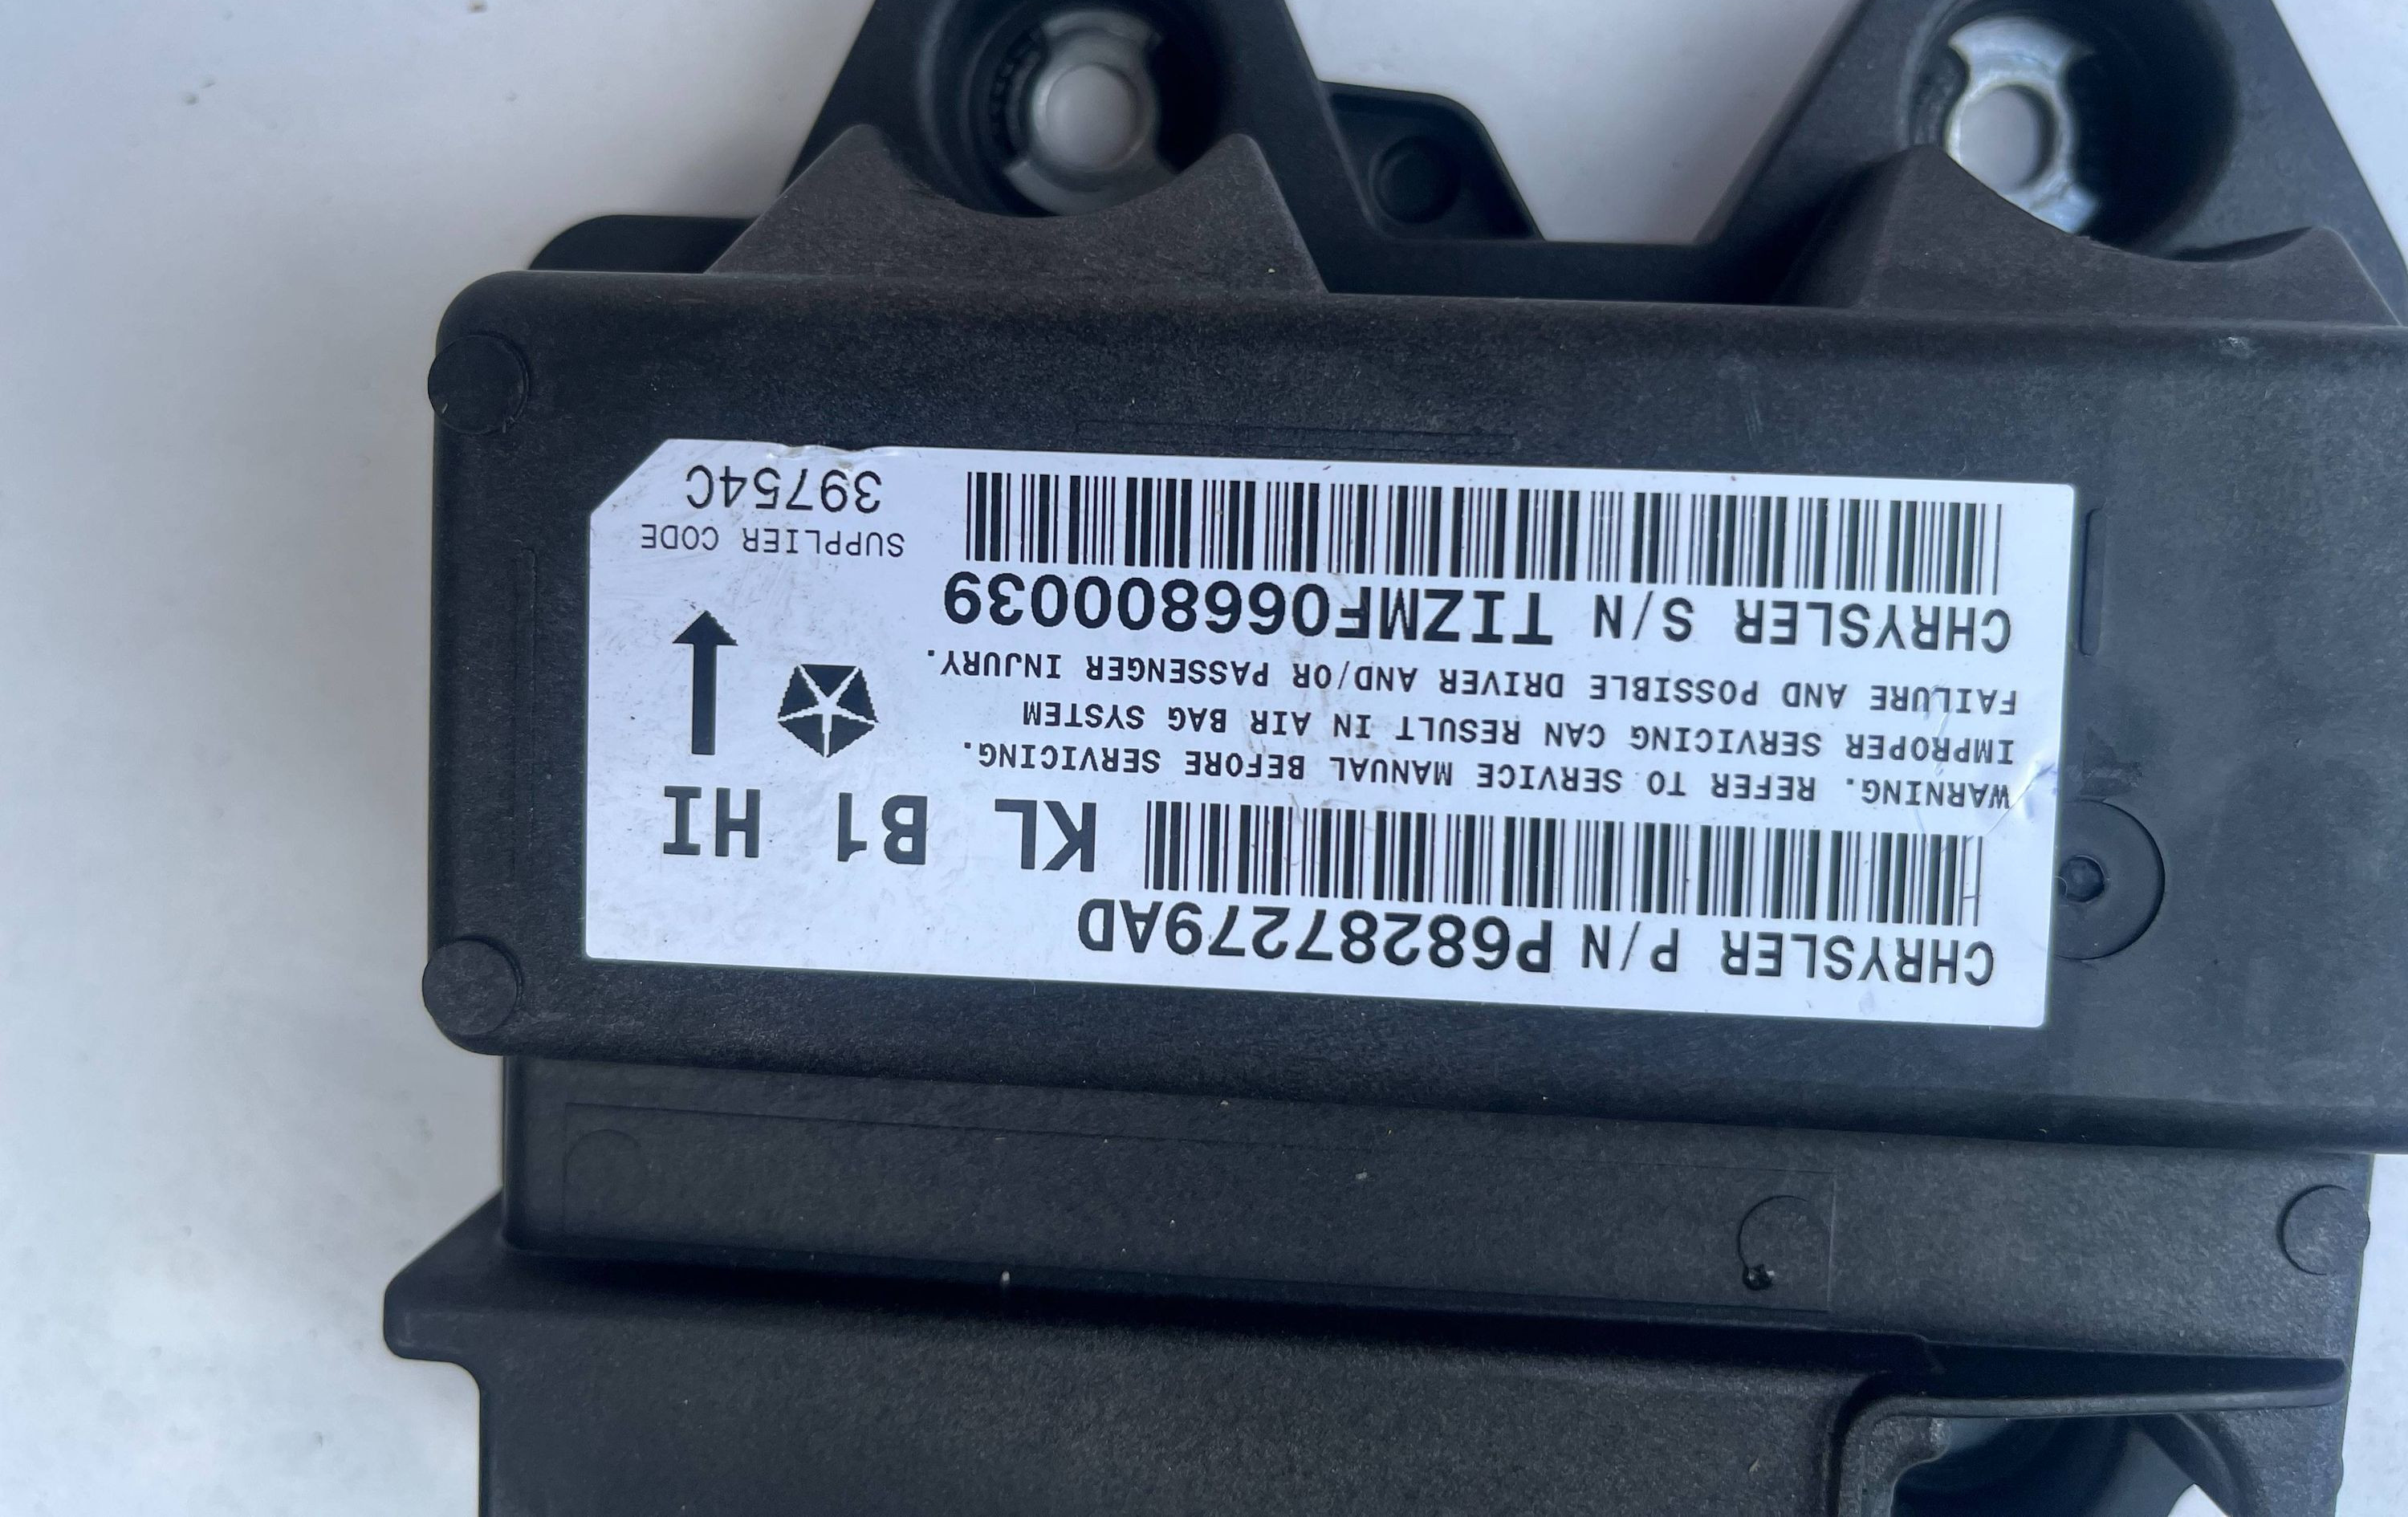 CHRYSLER P/N P68287279AD
KL B1 HI
WARNING. REFER TO SERVICE MANUAL BEFORE SERVICING.
IMPROPER SERVICING CAN RESULT IN AIR BAG SYSTEM
FAILURE AND POSSIBLE DRIVER AND/OR PASSENGER INJURY.
CHRYSLER S/N TIZMF066800039
SUPPLIER CODE
39754C